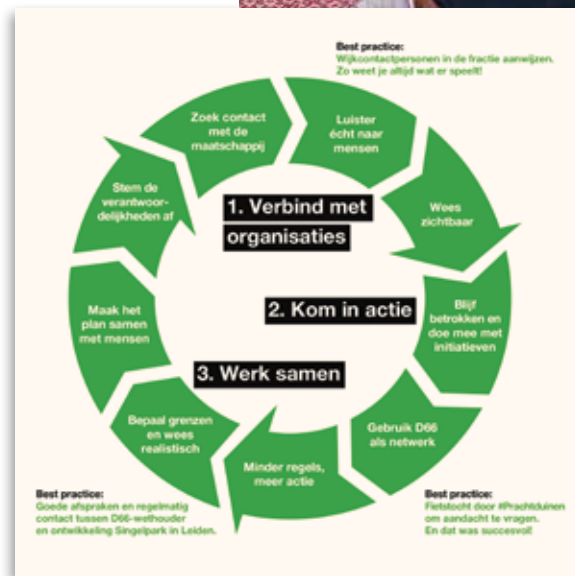 Best practice:
Wijkcontactpersonen in de fractie aanwijzen.
Zo weet je altijd wat er speelt!
Zoek contact
met de
maatschappij
Luister
écht naar
mensen
Wees
zichtbaar
Blijf
betrokken en
doe mee met
initiatieven
Gebruik D66
als netwerk
Minder regels,
meer actie
Bepaal grenzen
en wees
realistisch
Maak het
plan samen
met mensen
Stem de
verantwoor-
delijkheden af
1. Verbind met
organisaties
2. Kom in actie
3. Werk samen
Best practice:
Goede afspraken en regelmatig
contact tussen D66-wethouder
en ontwikkeling Singelpark in Leiden.
Best practice:
Fietstocht door #Prachtduinen
om aandacht te vragen.
En dat was succesvol!